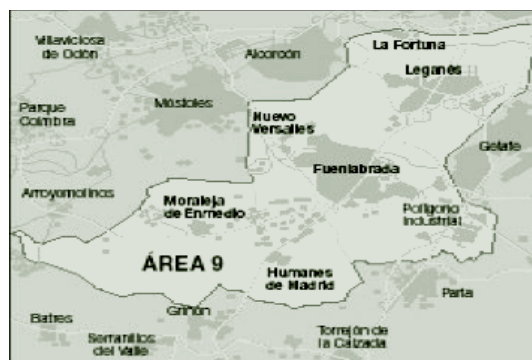 Villaviciosa
de Odón
Alcorcón
La Fortuna
Leganés
Parque
Coimbra
Móstoles
Nuevo
Versalles
Getafe
Fuenlabrada
Arroyomolinos
Moraleja
de Enmedio
Polígono
Industrial
ÁREA 9
Humanes
de Madrid
Griñón
Parla
Batres
Serranillos
del Valle
Torrejón de
la Calzada